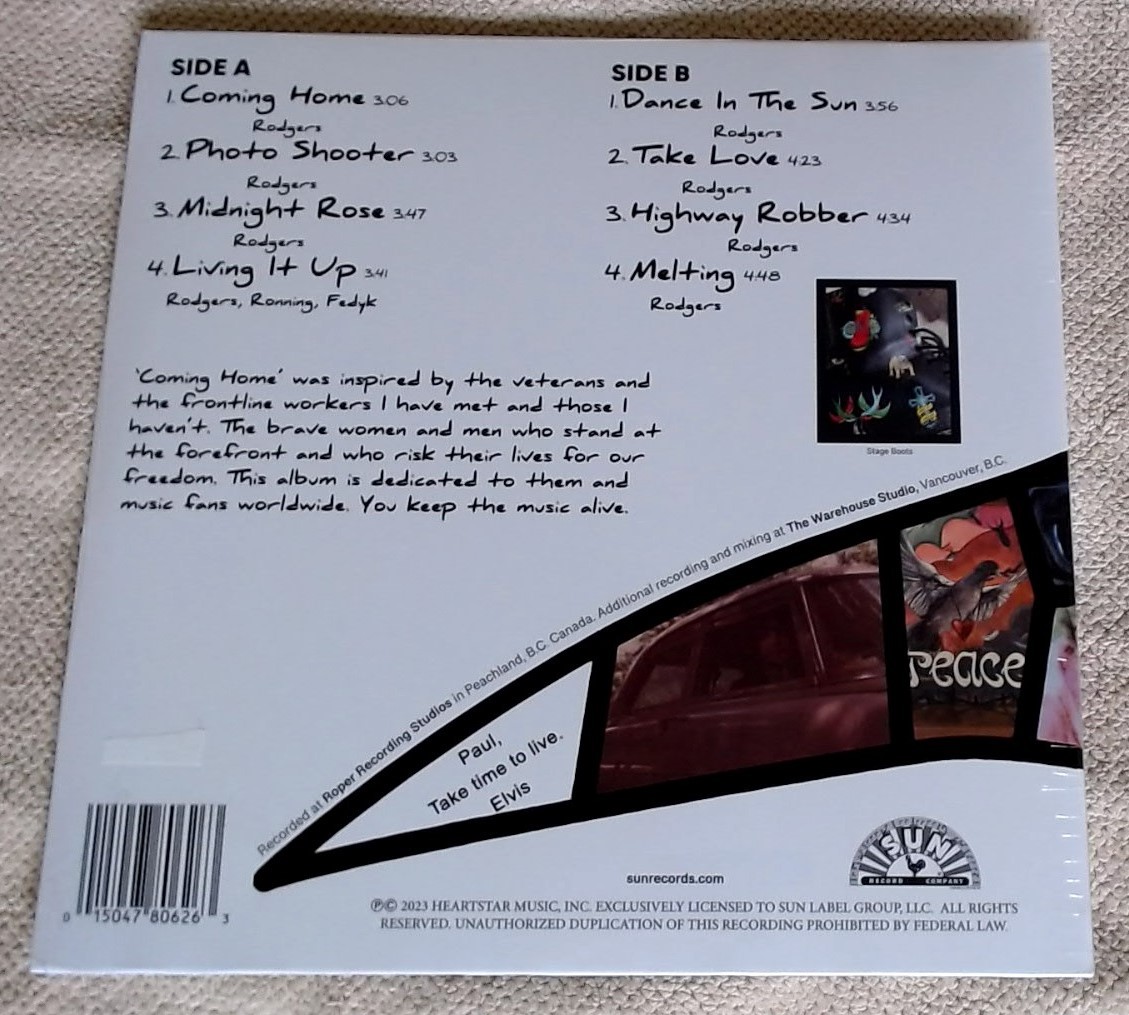 SIDE A
1. Coming Home 3:06
Rodgers
2. Photo Shooter 3:03
Rodgers
3. Midnight Rose 3:47
Rodgers
4. Living It Up 3:41
Rodgers, Ronning, Fedyk
SIDE B
1. Dance In The Sun 3:56
Rodgers
2. Take Love 4:23
Rodgers
3. Highway Robber 4:34
Rodgers
4. Melting 4:48
Rodgers
Stage Boots
'Coming Home' was inspired by the veterans and
the frontline workers I have met and those I
haven't. The brave women and men who stand at
the forefront and who risk their lives for our
freedom. This album is dedicated to them and
music fans worldwide. You keep the music alive.
Recorded at Roper Recording Studios in Peachland, B.C. Canada. Additional recording and mixing at The Warehouse Studio, Vancouver, B.C.
Peace
Paul,
Take time to live.
Elvis
SUN
RECORD COMPANY
sunrecords.com
0 15047 80626 3
℗© 2023 HEARTSTAR MUSIC, INC. EXCLUSIVELY LICENSED TO SUN LABEL GROUP, LLC. ALL RIGHTS
RESERVED. UNAUTHORIZED DUPLICATION OF THIS RECORDING PROHIBITED BY FEDERAL LAW.